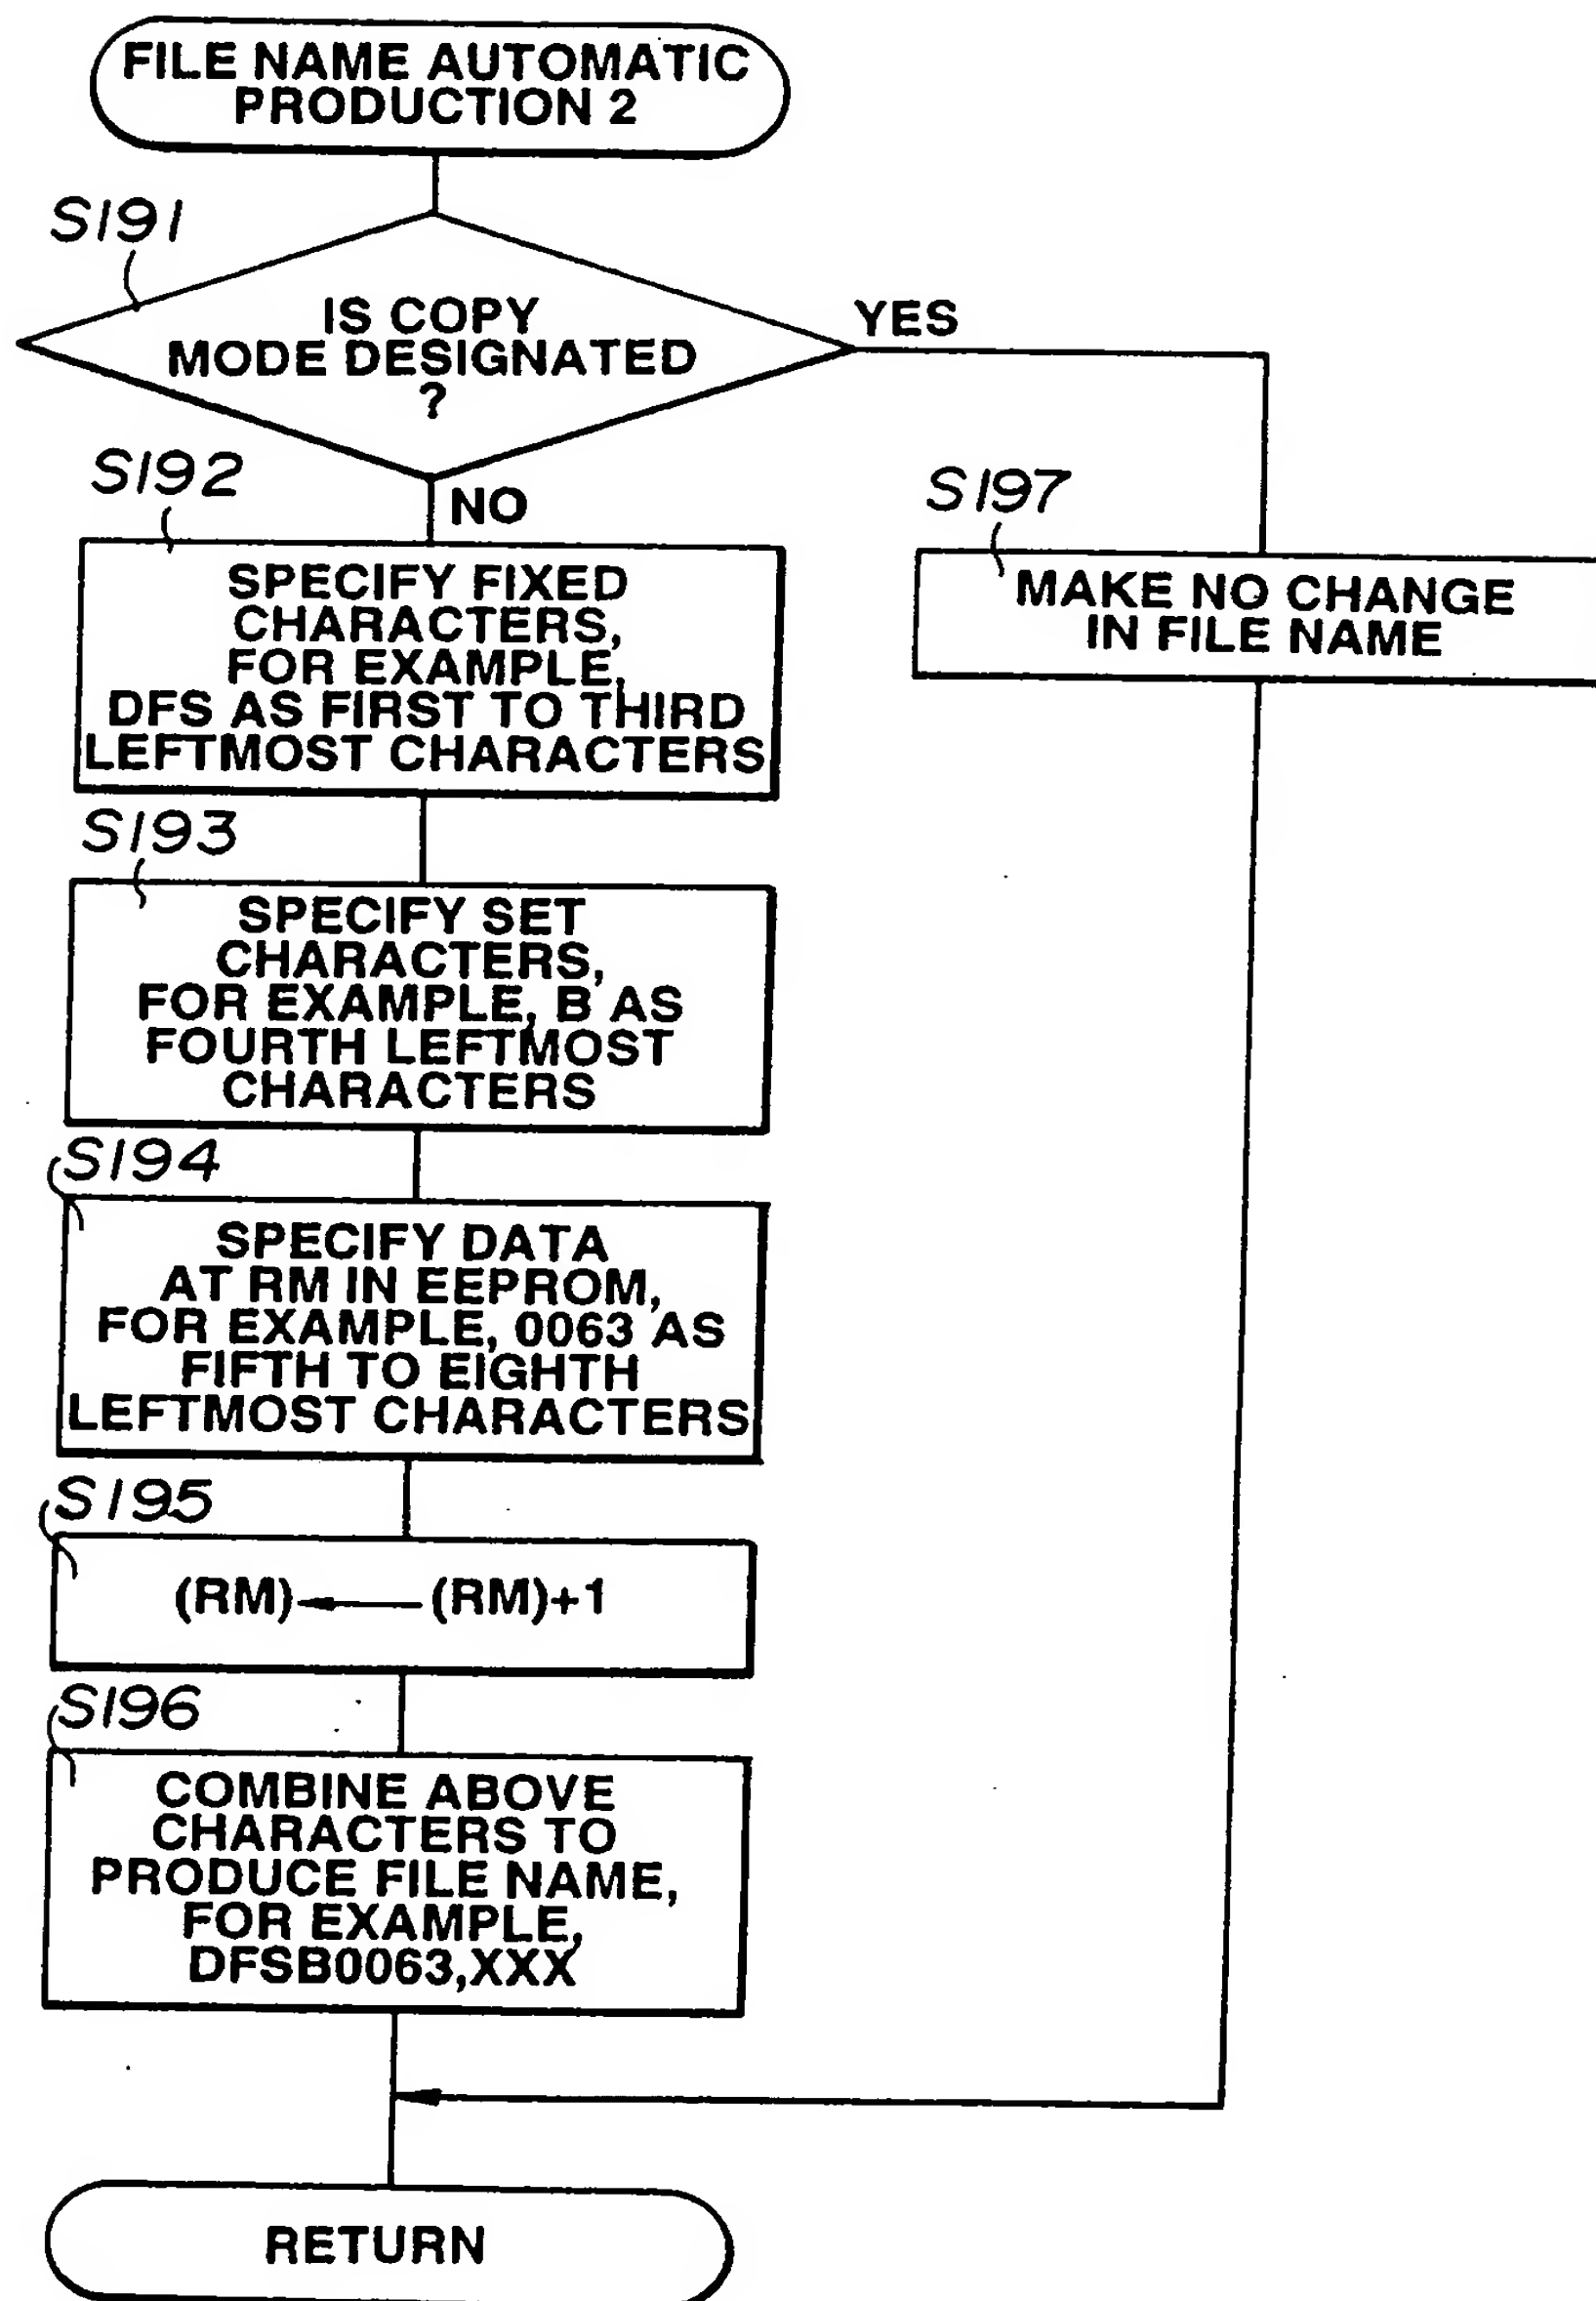 FILE NAME AUTOMATIC
PRODUCTION 2
S191
IS COPY
MODE DESIGNATED
?
YES
NO
S192
SPECIFY FIXED
CHARACTERS,
FOR EXAMPLE,
DFS AS FIRST TO THIRD
LEFTMOST CHARACTERS
S197
MAKE NO CHANGE
IN FILE NAME
S193
SPECIFY SET
CHARACTERS,
FOR EXAMPLE, B AS
FOURTH LEFTMOST
CHARACTERS
S194
SPECIFY DATA
AT RM IN EEPROM,
FOR EXAMPLE, 0063 AS
FIFTH TO EIGHTH
LEFTMOST CHARACTERS
S195
(RM) ← (RM)+1
S196
COMBINE ABOVE
CHARACTERS TO
PRODUCE FILE NAME,
FOR EXAMPLE,
DFSB0063,XXX
RETURN